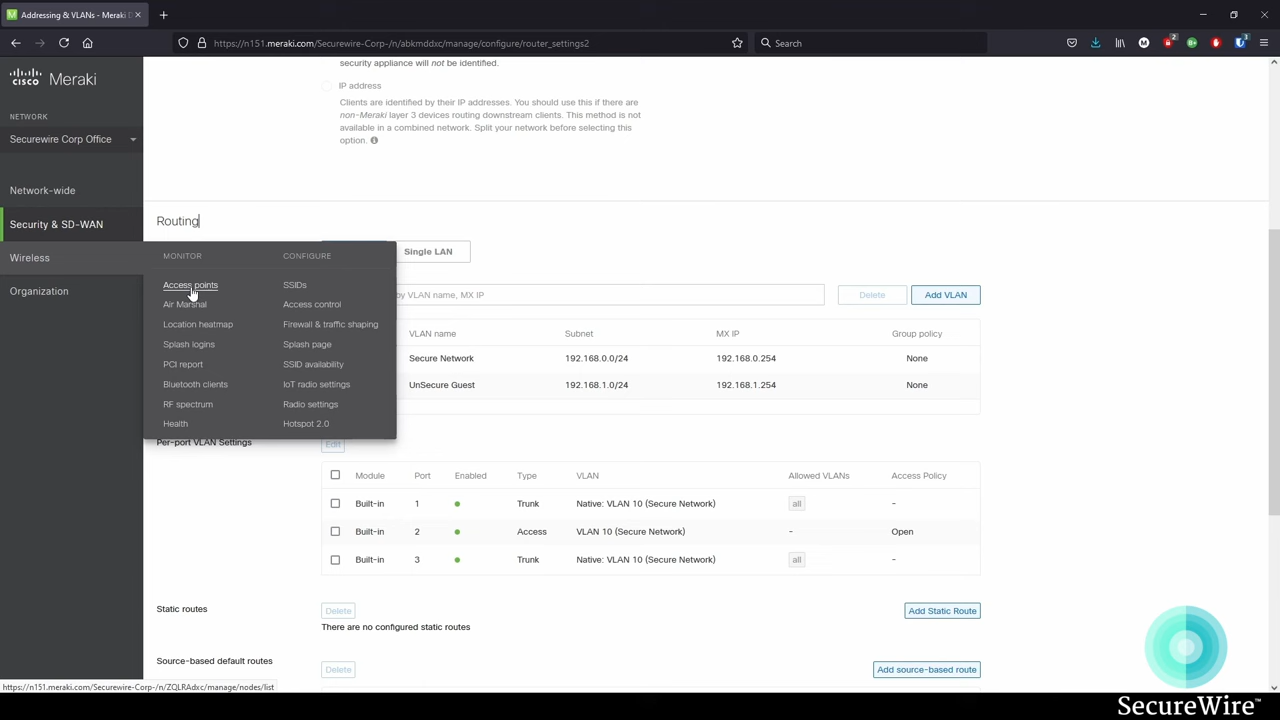 Addressing & VLANs - Meraki D
https://n151.meraki.com/Securewire-Corp-/n/abkmddxc/manage/configure/router_settings2
Search
2
3
CISCO Meraki
NETWORK
Securewire Corp Office
Network-wide
Security & SD-WAN
Wireless
Organization
security appliance will not be identified.
IP address
Clients are identified by their IP addresses. You should use this if there are
non-Meraki layer 3 devices routing downstream clients. This method is not
available in a combined network. Split your network before selecting this
option.
Routing
MONITOR
Access points
Air Marshal
Location heatmap
Splash logins
PCI report
Bluetooth clients
RF spectrum
Health
CONFIGURE
SSIDs
Access control
Firewall & traffic shaping
Splash page
SSID availability
IoT radio settings
Radio settings
Hotspot 2.0
Single LAN
by VLAN name, MX IP
Delete
Add VLAN
VLAN name Subnet MX IP Group policy
Secure Network 192.168.0.0/24 192.168.0.254 None
UnSecure Guest 192.168.1.0/24 192.168.1.254 None
Per-port VLAN Settings
Edit
Module Port Enabled Type VLAN Allowed VLANs Access Policy
Built-in 1 Trunk Native: VLAN 10 (Secure Network) all -
Built-in 2 Access VLAN 10 (Secure Network) - Open
Built-in 3 Trunk Native: VLAN 10 (Secure Network) all -
Static routes
Delete
Add Static Route
There are no configured static routes
Source-based default routes
Delete
Add source-based route
https://n151.meraki.com/Securewire-Corp-/n/ZQLRAdxc/manage/nodes/list
SecureWire™